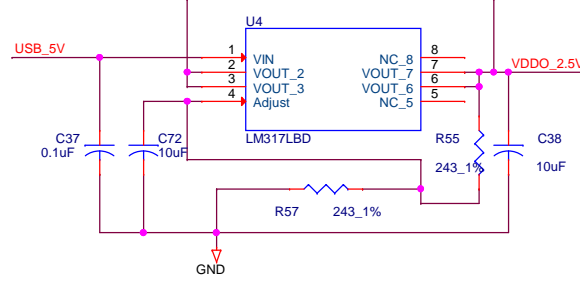 U4
USB_5V
1
VIN
NC_8
8
2
VOUT_2
VOUT_7
7
VDDO_2.5V
3
VOUT_3
VOUT_6
6
4
Adjust
NC_5
5
LM317LBD
C37
0.1uF
C72
10uF
R55
243_1%
C38
10uF
R57
243_1%
GND